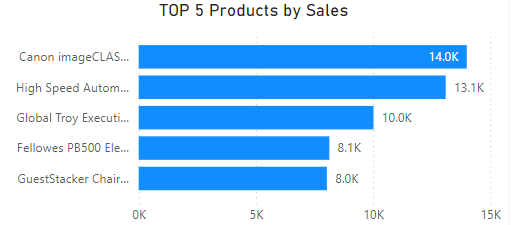 TOP 5 Products by Sales
Canon imageCLAS... 14.0K
High Speed Autom... 13.1K
Global Troy Executi... 10.0K
Fellowes PB500 Ele... 8.1K
GuestStacker Chair... 8.0K
0K 5K 10K 15K